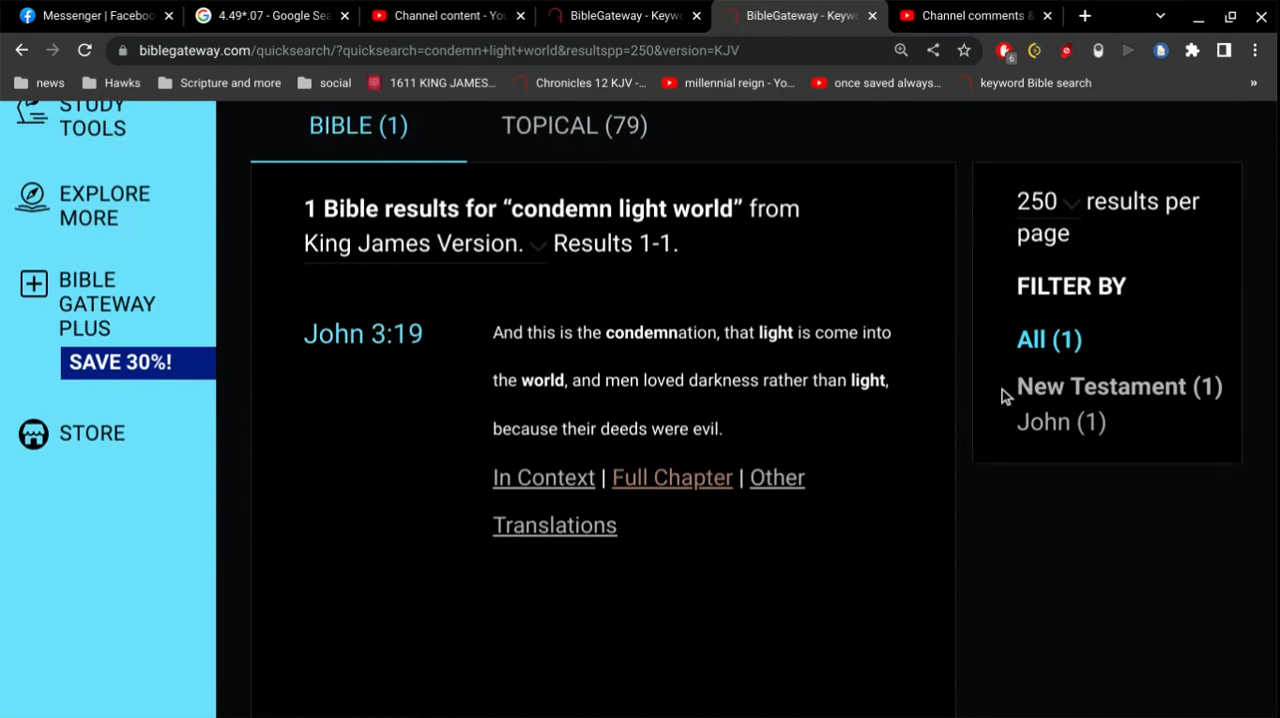 Messenger | Faceboo
4.49*.07 - Google Sea
Channel content - You
BibleGateway - Keywo
BibleGateway - Keywo
Channel comments &
biblegateway.com/quicksearch/?quicksearch=condemn+light+world&resultspp=250&version=KJV
6
news
Hawks
Scripture and more
social
1611 KING JAMES...
Chronicles 12 KJV -...
millennial reign - Yo...
once saved always...
keyword Bible search
»
STUDY
TOOLS
EXPLORE
MORE
BIBLE
GATEWAY
PLUS
SAVE 30%!
STORE
BIBLE (1)
TOPICAL (79)
1 Bible results for “condemn light world” from
King James Version. Results 1-1.
John 3:19
And this is the condemnation, that light is come into
the world, and men loved darkness rather than light,
because their deeds were evil.
In Context | Full Chapter | Other
Translations
250 results per
page
FILTER BY
All (1)
New Testament (1)
John (1)